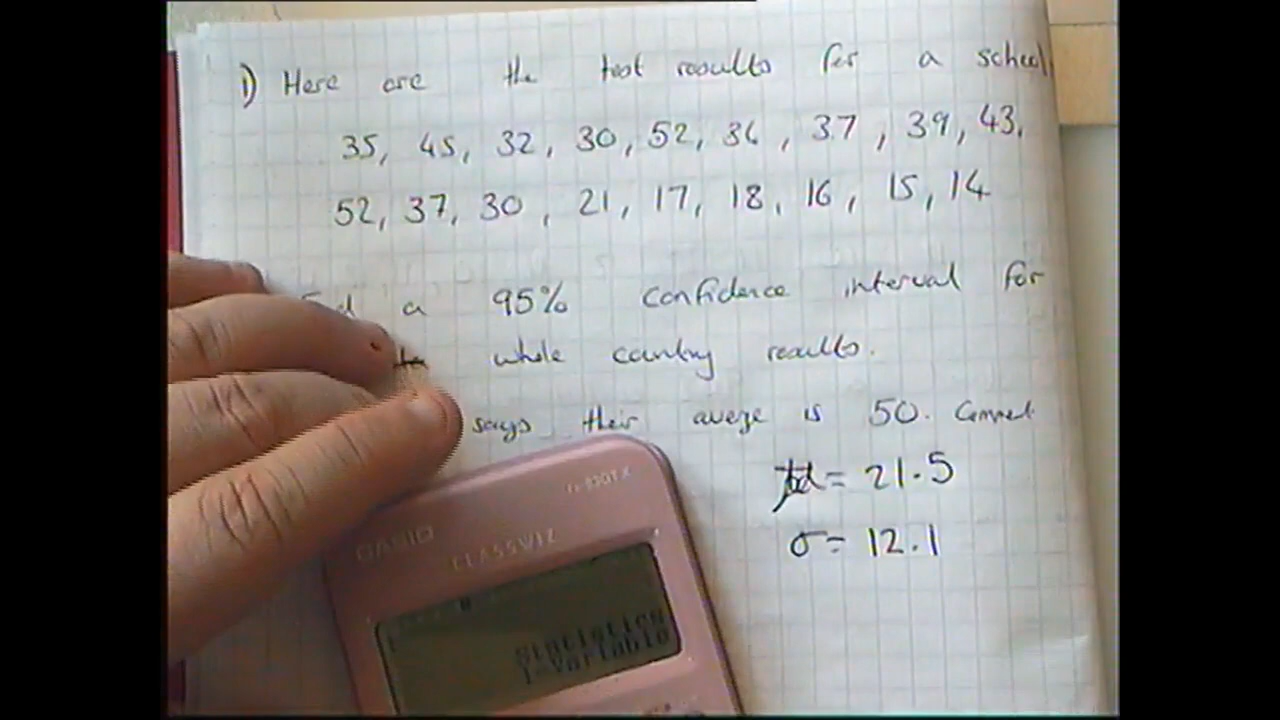 1) Here are the test results for a school
35, 45, 32, 30, 52, 36, 37, 39, 43,
52, 37, 30, 21, 17, 18, 16, 15, 14
a 95% confidence interval for
whole country results.
says their avege is 50. Comment
= 21.5
σ = 12.1
CASIO
CLASSWIZ
Statistics
1-Variable